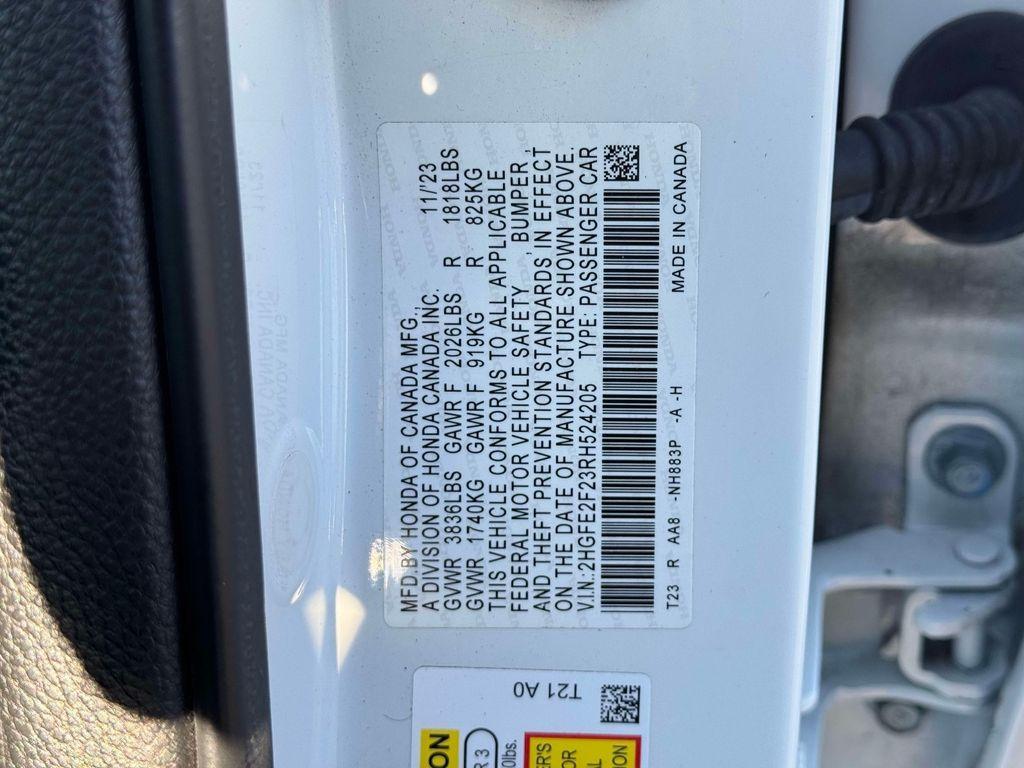 MFD.BY HONDA OF CANADA MFG., 11/'23
A DIVISION OF HONDA CANADA INC.
GVWR 3836LBS GAWR F 2026LBS R 1818LBS
GVWR 1740KG GAWR F 919KG R 825KG
THIS VEHICLE CONFORMS TO ALL APPLICABLE
FEDERAL MOTOR VEHICLE SAFETY, BUMPER,
AND THEFT PREVENTION STANDARDS, IN EFFECT
ON THE DATE OF MANUFACTURE SHOWN ABOVE.
V.I.N.: 2HGFE2F23RH524205 TYPE: PASSENGER CAR
T23 R AA8 -NH883P -A -H MADE IN CANADA
T21 A0